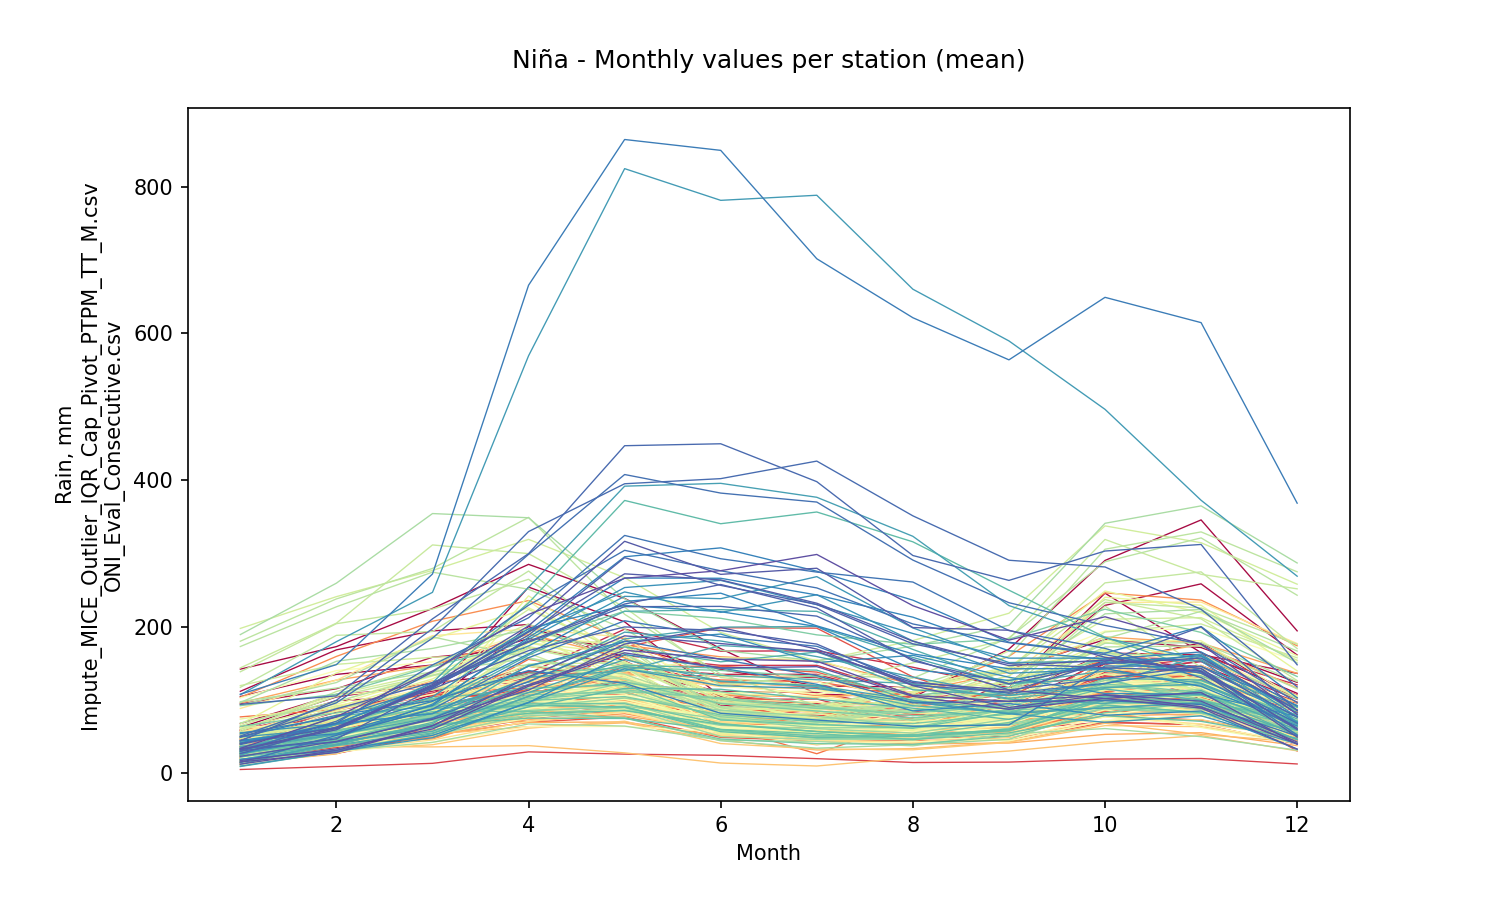 Niña - Monthly values per station (mean)
Rain, mm
Impute_MICE_Outlier_IQR_Cap_Pivot_PTPM_TT_M.csv
ONI_Eval_Consecutive.csv
800
600
400
200
0
2 4 6 8 10 12
Month